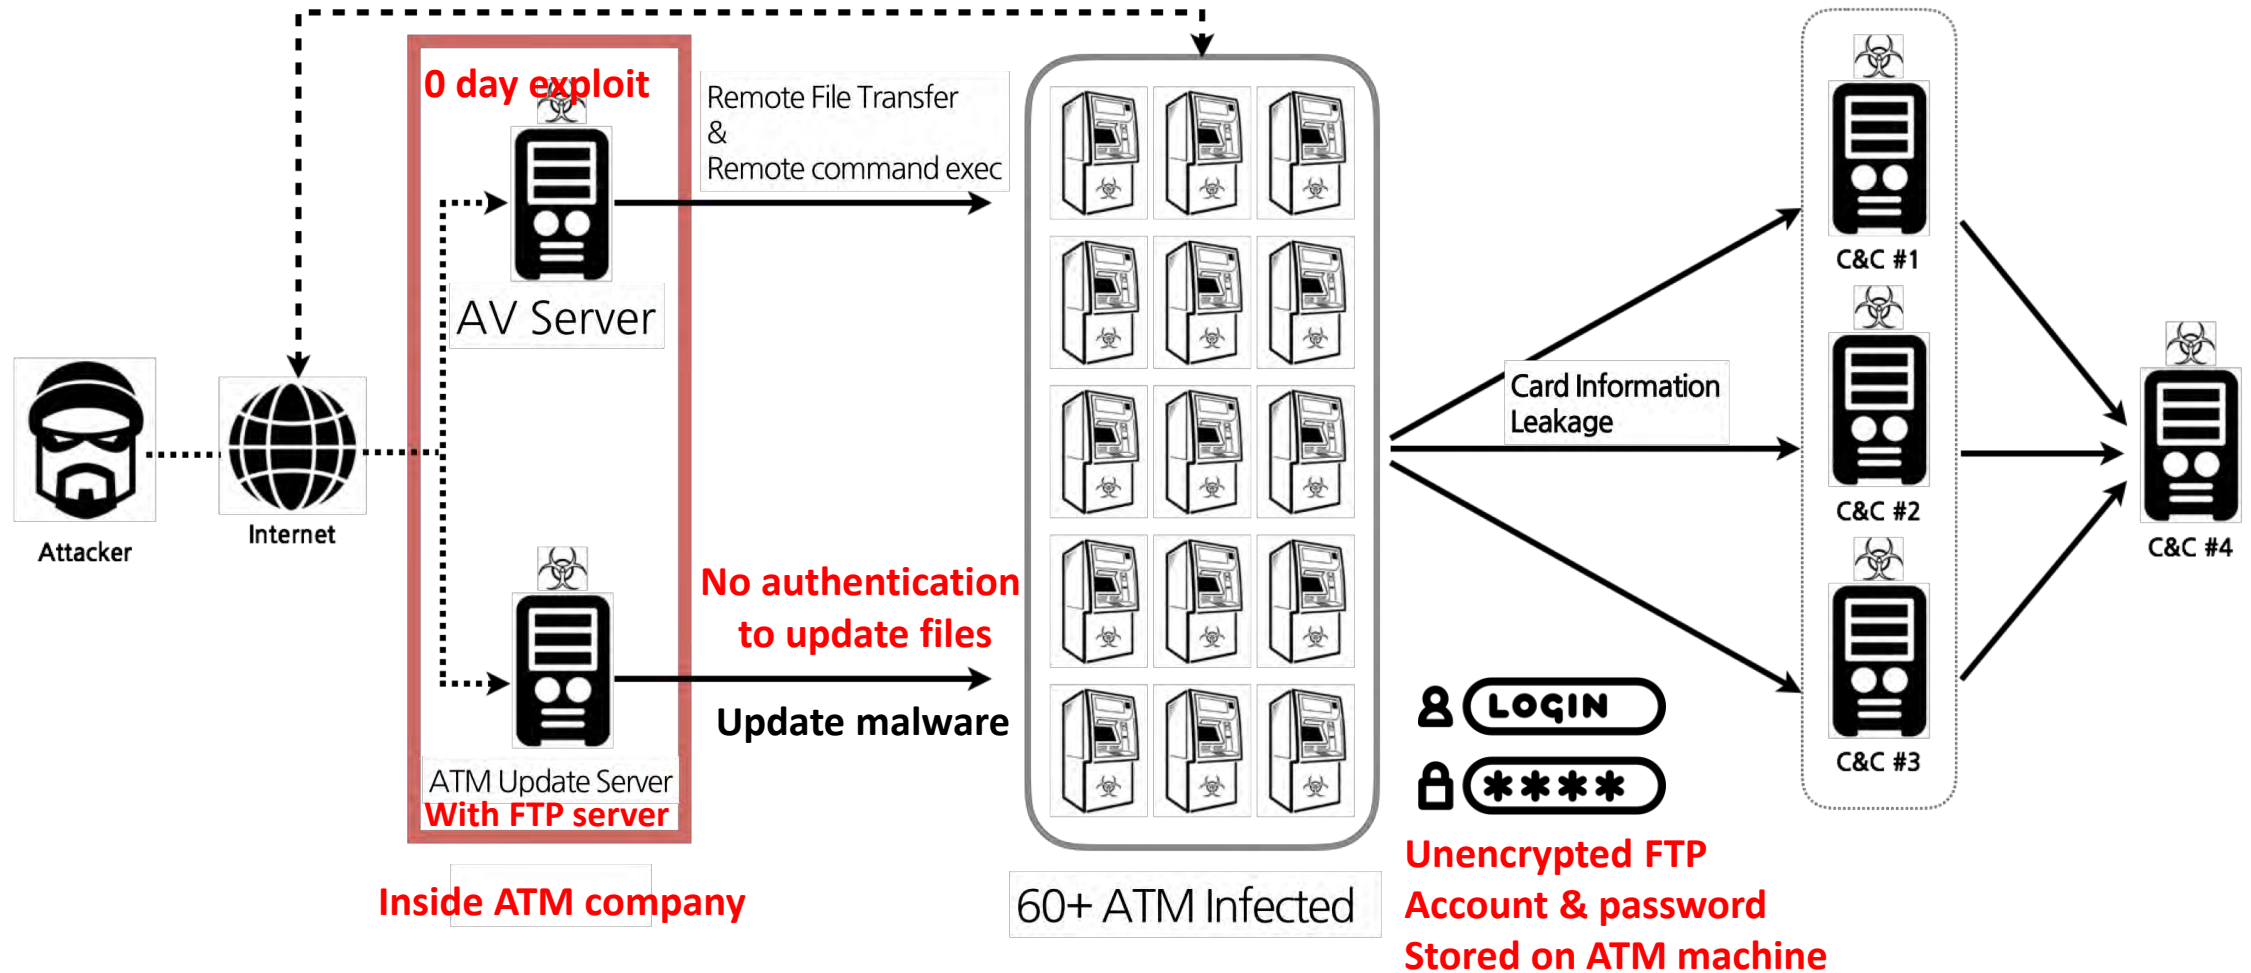 0 day exploit
Remote File Transfer
&
Remote command exec
AV Server
Attacker
Internet
No authentication
to update files
Update malware
ATM Update Server
With FTP server
Inside ATM company
60+ ATM Infected
Card Information
Leakage
C&C #1
C&C #2
C&C #3
C&C #4
LOGIN
****
Unencrypted FTP
Account & password
Stored on ATM machine